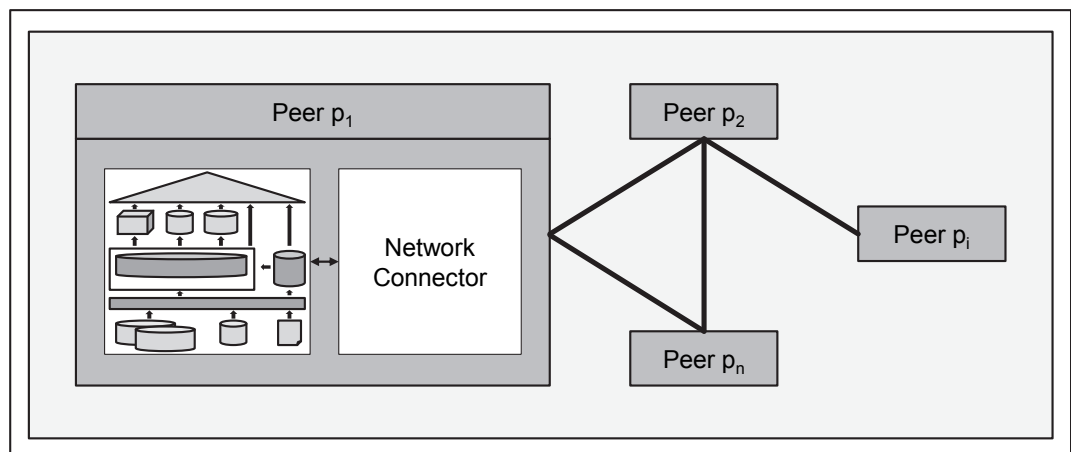 Peer p₁
Network
Connector
Peer p₂
Peer pᵢ
Peer pₙ